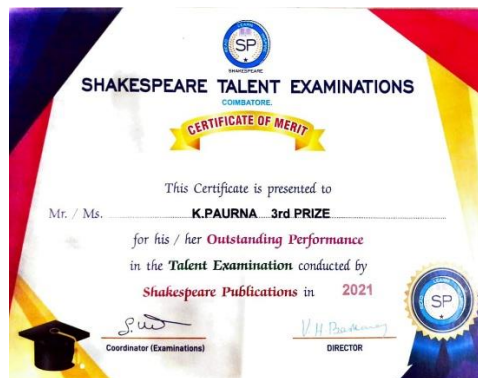 SP
SHAKESPEARE
SHAKESPEARE TALENT EXAMINATIONS
COIMBATORE.
CERTIFICATE OF MERIT
This Certificate is presented to
Mr. / Ms. K.PAURNA 3rd PRIZE
for his / her Outstanding Performance
in the Talent Examination conducted by
Shakespeare Publications in 2021
SP
Coordinator (Examinations)
DIRECTOR